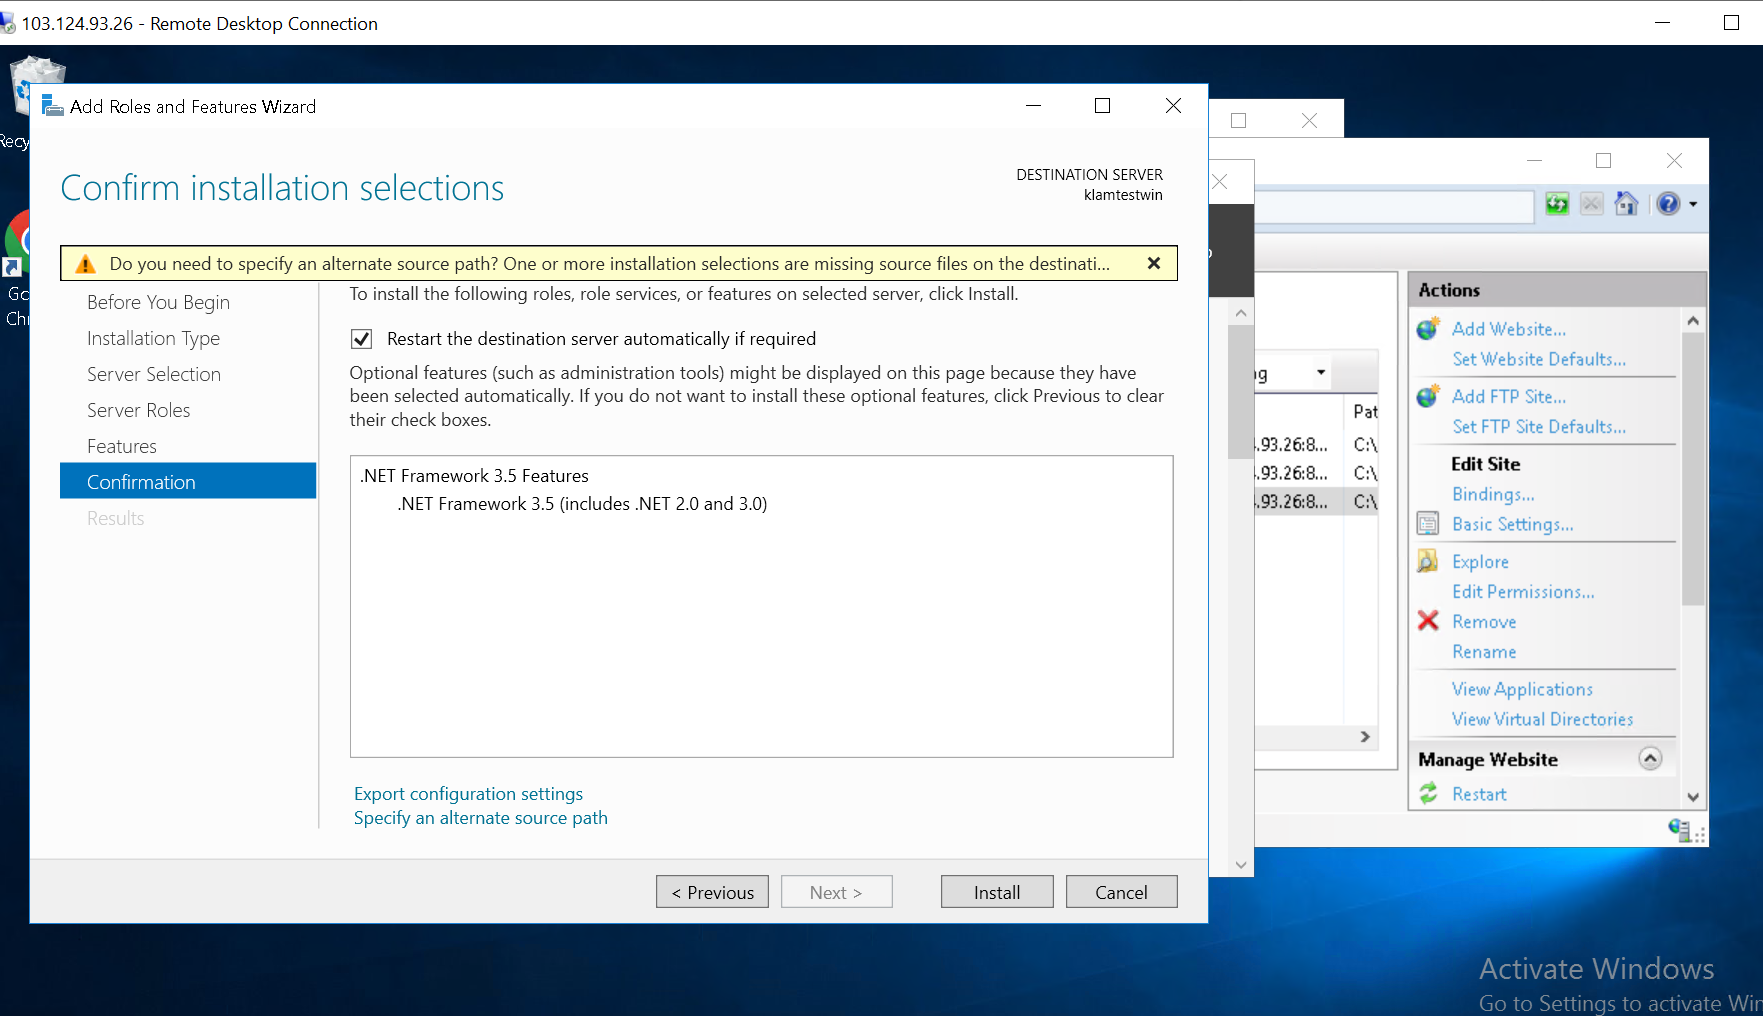 103.124.93.26 - Remote Desktop Connection
Add Roles and Features Wizard
Confirm installation selections
DESTINATION SERVER
klamtestwin
Do you need to specify an alternate source path? One or more installation selections are missing source files on the destinati...
Before You Begin
Installation Type
Server Selection
Server Roles
Features
Confirmation
Results
To install the following roles, role services, or features on selected server, click Install.
Restart the destination server automatically if required
Optional features (such as administration tools) might be displayed on this page because they have
been selected automatically. If you do not want to install these optional features, click Previous to clear
their check boxes.
.NET Framework 3.5 Features
.NET Framework 3.5 (includes .NET 2.0 and 3.0)
Export configuration settings
Specify an alternate source path
< Previous
Next >
Install
Cancel
Recy
Gc
Chr
Pat
.93.26:8... C:\
.93.26:8... C:\
.93.26:8... C:\
Actions
Add Website...
Set Website Defaults...
Add FTP Site...
Set FTP Site Defaults...
Edit Site
Bindings...
Basic Settings...
Explore
Edit Permissions...
Remove
Rename
View Applications
View Virtual Directories
Manage Website
Restart
Activate Windows
Go to Settings to activate Win